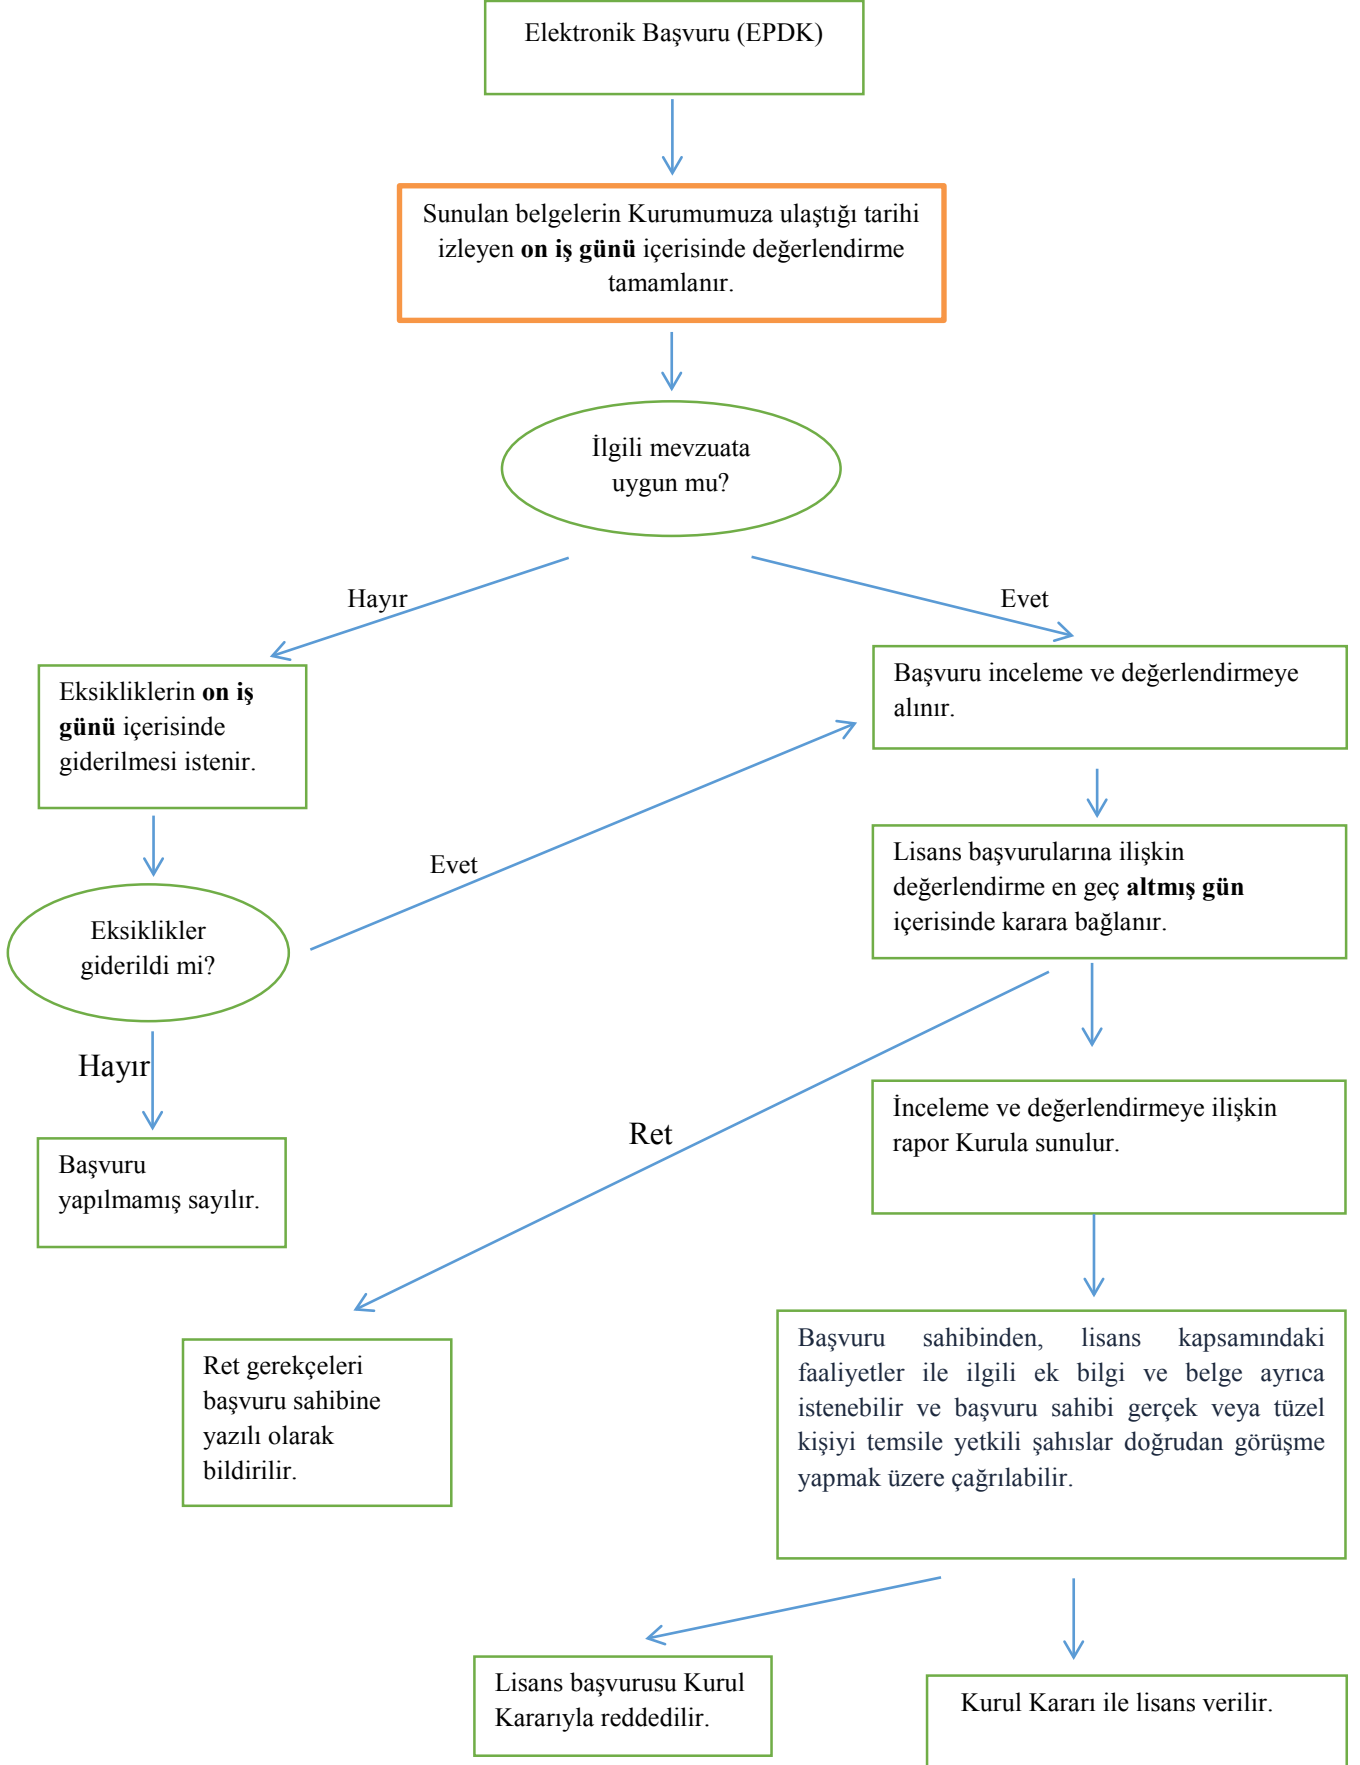 Elektronik Başvuru (EPDK)
Sunulan belgelerin Kurumumuza ulaştığı tarihi
izleyen on iş günü içerisinde değerlendirme
tamamlanır.
İlgili mevzuata
uygun mu?
Hayır
Evet
Eksikliklerin on iş
günü içerisinde
giderilmesi istenir.
Başvuru inceleme ve değerlendirmeye
alınır.
Evet
Lisans başvurularına ilişkin
değerlendirme en geç altmış gün
içerisinde karara bağlanır.
Eksiklikler
giderildi mi?
Hayır
Başvuru
yapılmamış sayılır.
Ret
İnceleme ve değerlendirmeye ilişkin
rapor Kurula sunulur.
Ret gerekçeleri
başvuru sahibine
yazılı olarak
bildirilir.
Başvuru sahibinden, lisans kapsamındaki
faaliyetler ile ilgili ek bilgi ve belge ayrıca
istenebilir ve başvuru sahibi gerçek veya tüzel
kişiyi temsile yetkili şahıslar doğrudan görüşme
yapmak üzere çağrılabilir.
Lisans başvurusu Kurul
Kararıyla reddedilir.
Kurul Kararı ile lisans verilir.